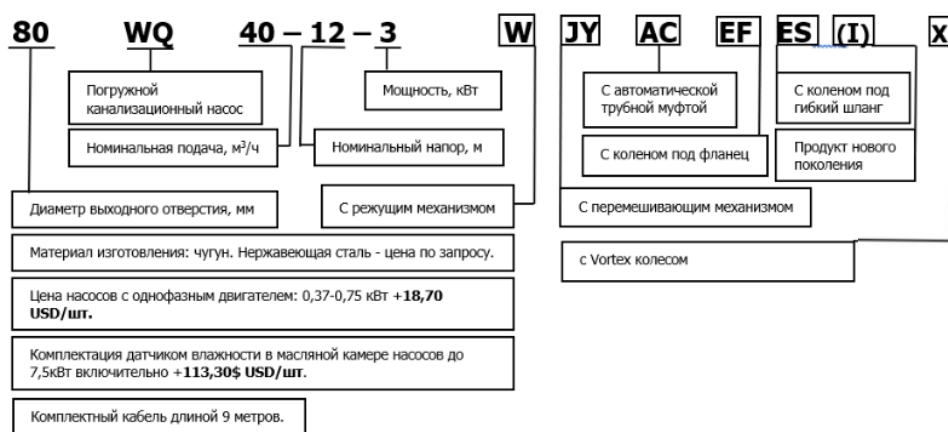 80 WQ 40 – 12 – 3 W JY AC EF ES (I) X
Погружной
канализационный насос
Мощность, кВт
С автоматической
трубной муфтой
С коленом под
гибкий шланг
Номинальная подача, м³/ч
Номинальный напор, м
С коленом под фланец
Продукт нового
поколения
Диаметр выходного отверстия, мм
С режущим механизмом
С перемешивающим механизмом
Материал изготовления: чугун. Нержавеющая сталь - цена по запросу.
с Vortex колесом
Цена насосов с однофазным двигателем: 0,37-0,75 кВт +18,70
USD/шт.
Комплектация датчиком влажности в масляной камере насосов до
7,5кВт включительно +113,30$ USD/шт.
Комплектный кабель длиной 9 метров.